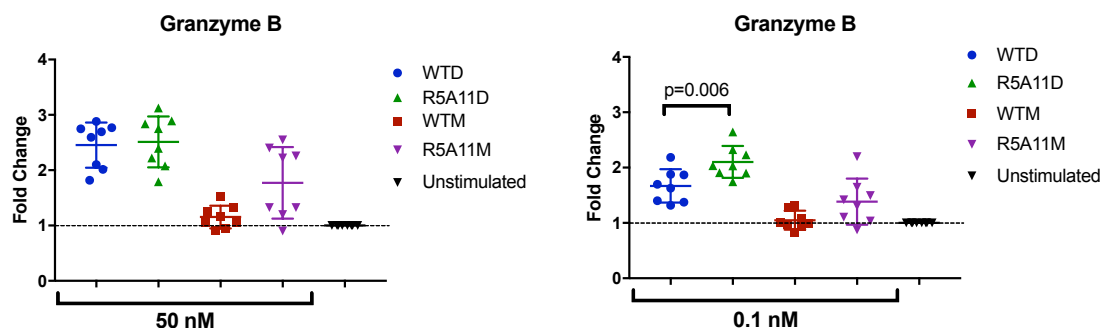 Granzyme B
Fold Change
4
3
2
1
0
50 nM
WTD
R5A11D
WTM
R5A11M
Unstimulated
Granzyme B
Fold Change
4
3
2
1
0
p=0.006
0.1 nM
WTD
R5A11D
WTM
R5A11M
Unstimulated